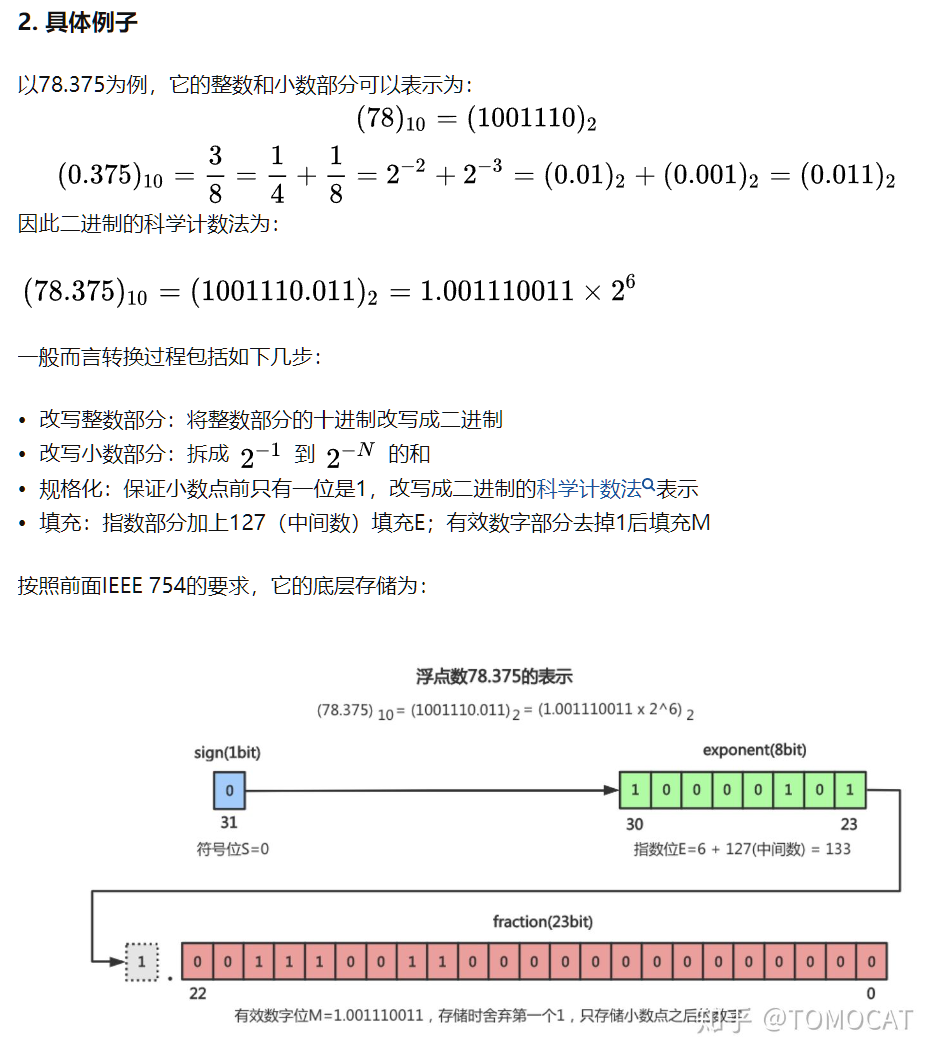 2. 具体例子
以78.375为例，它的整数和小数部分可以表示为：
(78)₁₀ = (1001110)₂
(0.375)₁₀ = 3/8 = 1/4 + 1/8 = 2⁻² + 2⁻³ = (0.01)₂ + (0.001)₂ = (0.011)₂
因此二进制的科学计数法为：
(78.375)₁₀ = (1001110.011)₂ = 1.001110011 × 2⁶
一般而言转换过程包括如下几步：
• 改写整数部分：将整数部分的十进制改写成二进制
• 改写小数部分：拆成 2⁻¹ 到 2⁻ᴺ 的和
• 规格化：保证小数点前只有一位是1，改写成二进制的科学计数法表示
• 填充：指数部分加上127（中间数）填充E；有效数字部分去掉1后填充M
按照前面IEEE 754的要求，它的底层存储为：
浮点数78.375的表示
(78.375) ₁₀ = (1001110.011) ₂ = (1.001110011 x 2^6) ₂
sign(1bit) exponent(8bit)
0 1 0 0 0 0 1 0 1
31 30 23
符号位S=0 指数位E=6 + 127(中间数) = 133
fraction(23bit)
1 . 0 0 1 1 1 0 0 1 1 0 0 0 0 0 0 0 0 0 0 0 0 0 0
22 0
有效数字位M=1.001110011，存储时舍弃第一个1，只存储小数点之后的数字
知乎 @TOMOCAT